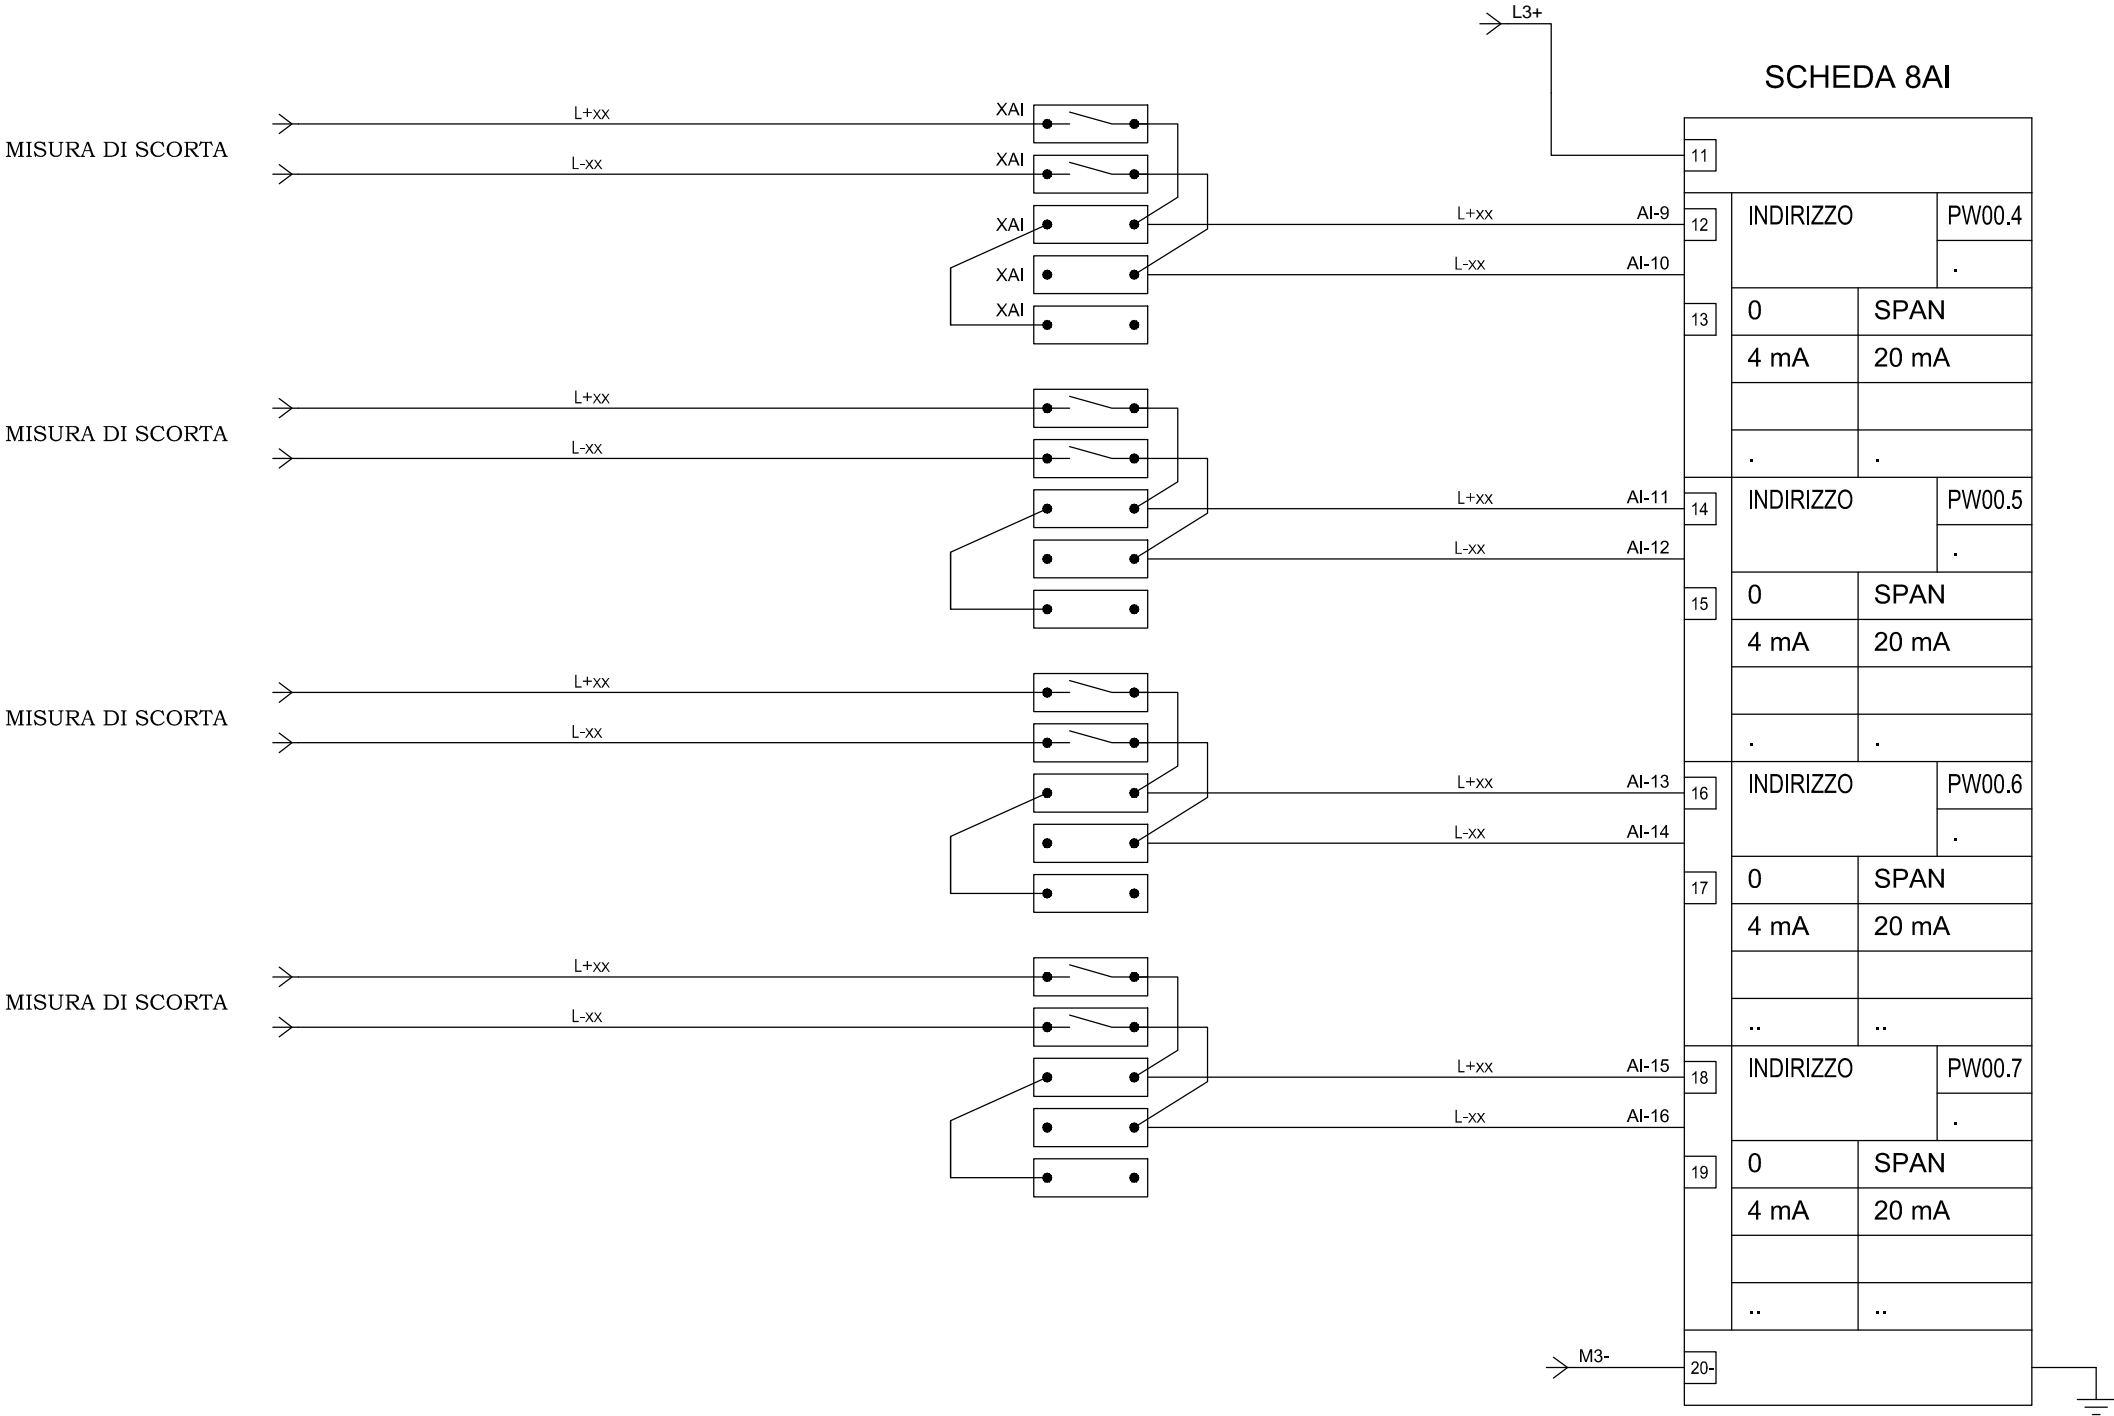 L3+
SCHEDA 8AI
11
MISURA DI SCORTA
L+xx
XAI
L-xx
XAI
XAI
L+xx
AI-9
12
INDIRIZZO
PW00.4
XAI
L-xx
AI-10
.
XAI
13
0
SPAN
4 mA
20 mA
.
.
MISURA DI SCORTA
L+xx
L-xx
L+xx
AI-11
14
INDIRIZZO
PW00.5
L-xx
AI-12
.
15
0
SPAN
4 mA
20 mA
.
.
MISURA DI SCORTA
L+xx
L-xx
L+xx
AI-13
16
INDIRIZZO
PW00.6
L-xx
AI-14
.
17
0
SPAN
4 mA
20 mA
..
..
MISURA DI SCORTA
L+xx
L-xx
L+xx
AI-15
18
INDIRIZZO
PW00.7
L-xx
AI-16
.
19
0
SPAN
4 mA
20 mA
..
..
M3-
20-